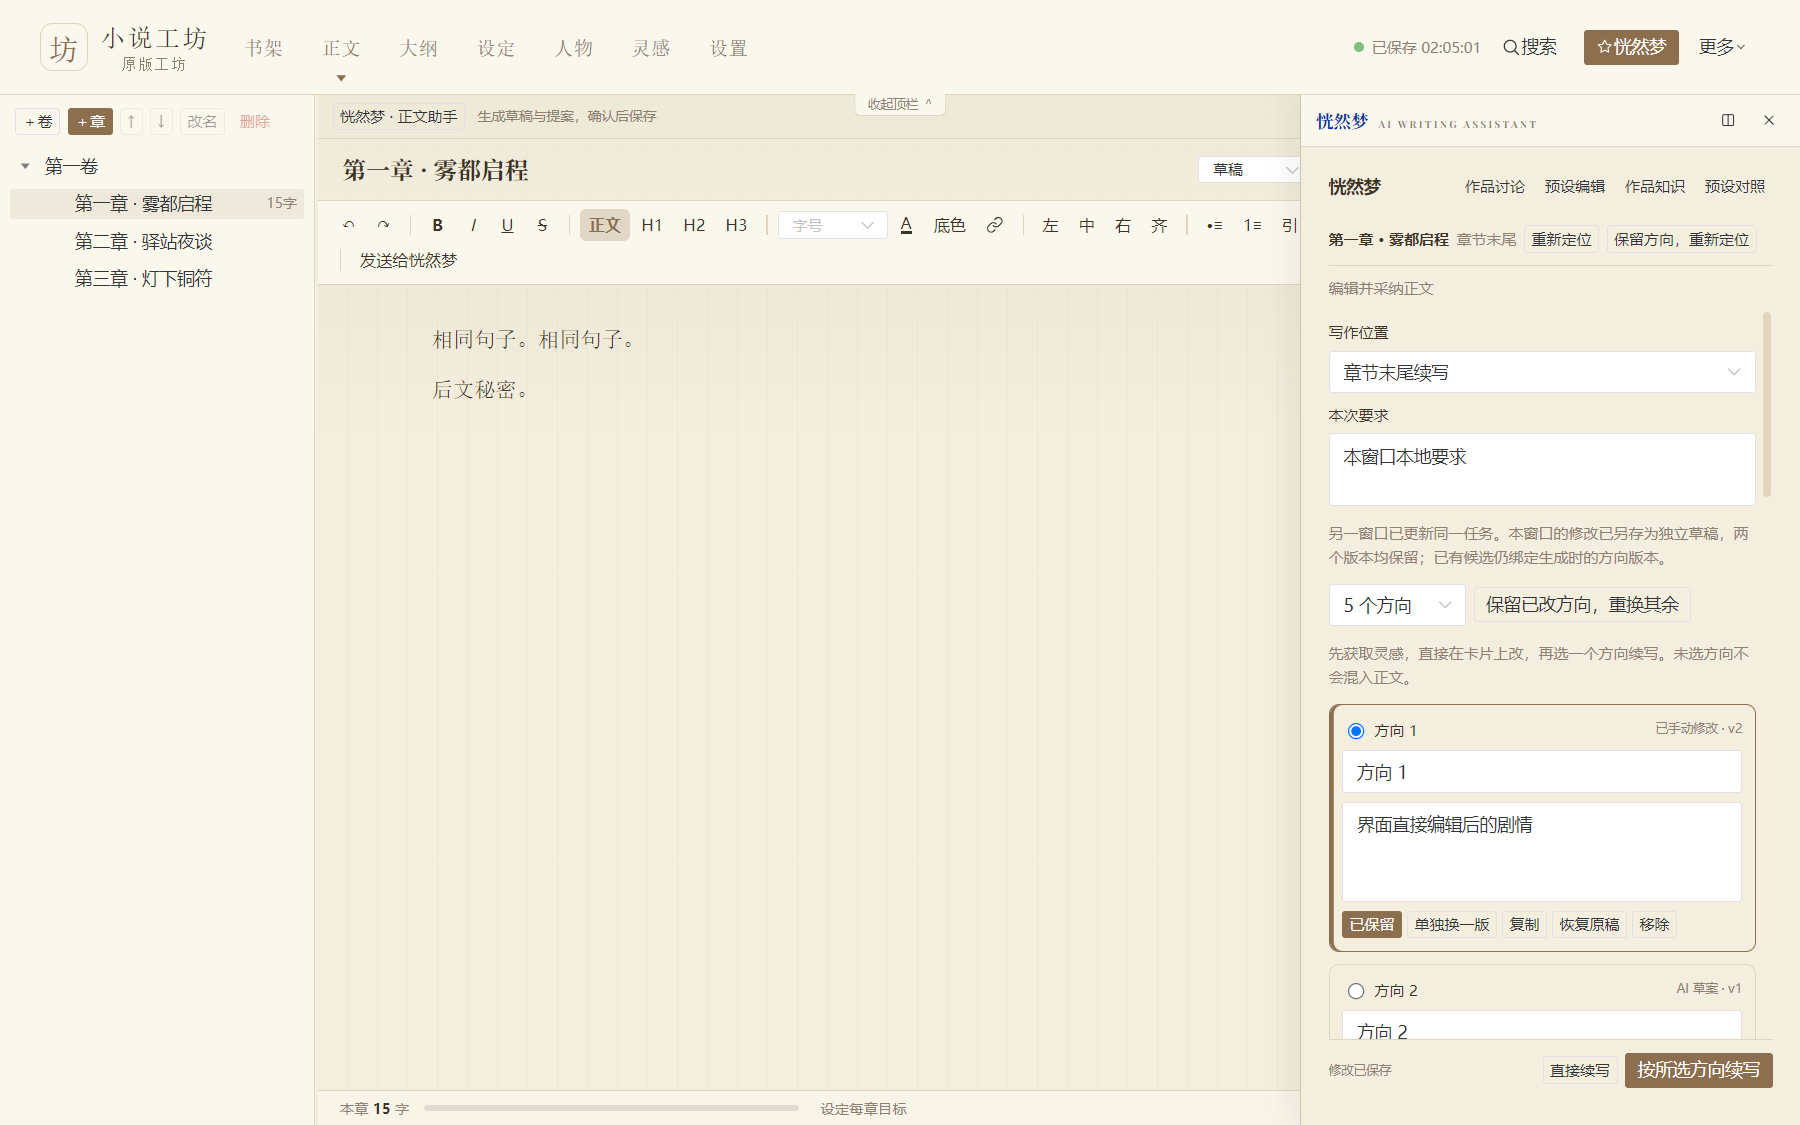 坊
小说工坊
原版工坊
书架 正文 大纲 设定 人物 灵感 设置
已保存 02:05:01 搜索 恍然梦 更多
+卷 +章 ↑ ↓ 改名 删除
第一卷
第一章 · 雾都启程 15字
第二章 · 驿站夜谈
第三章 · 灯下铜符
恍然梦 · 正文助手 生成草稿与提案，确认后保存
收起顶栏 ^
第一章 · 雾都启程 草稿
B I U S 正文 H1 H2 H3 字号 A 底色 左 中 右 齐 •≡ 1≡ 引
发送给恍然梦
相同句子。相同句子。
后文秘密。
本章 15 字 设定每章目标
恍然梦 AI WRITING ASSISTANT
恍然梦 作品讨论 预设编辑 作品知识 预设对照
第一章 • 雾都启程 章节末尾 重新定位 保留方向，重新定位
编辑并采纳正文
写作位置
章节末尾续写
本次要求
本窗口本地要求
另一窗口已更新同一任务。本窗口的修改已另存为独立草稿，两
个版本均保留；已有候选仍绑定生成时的方向版本。
5 个方向 保留已改方向，重换其余
先获取灵感，直接在卡片上改，再选一个方向续写。未选方向不
会混入正文。
方向 1 已手动修改 · v2
方向 1
界面直接编辑后的剧情
已保留 单独换一版 复制 恢复原稿 移除
方向 2 AI 草案 · v1
方向 2
修改已保存 直接续写 按所选方向续写